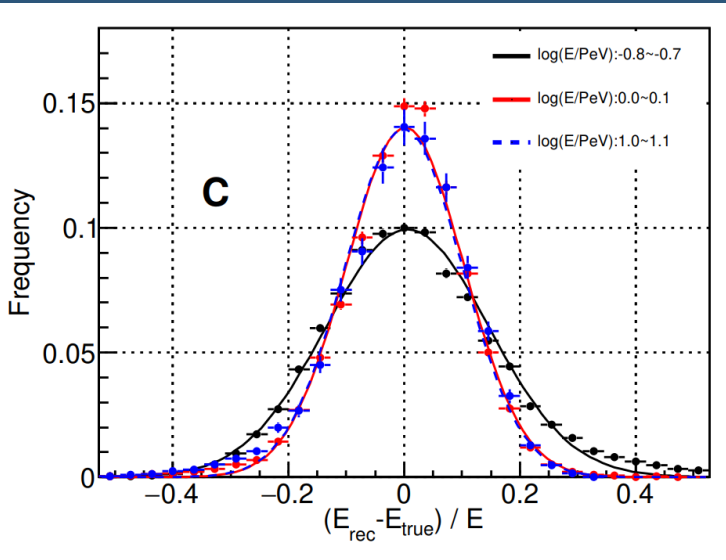 log(E/PeV):-0.8~-0.7
log(E/PeV):0.0~0.1
log(E/PeV):1.0~1.1
C
Frequency
0.15
0.1
0.05
0
−0.4 −0.2 0 0.2 0.4
(E_rec-E_true) / E